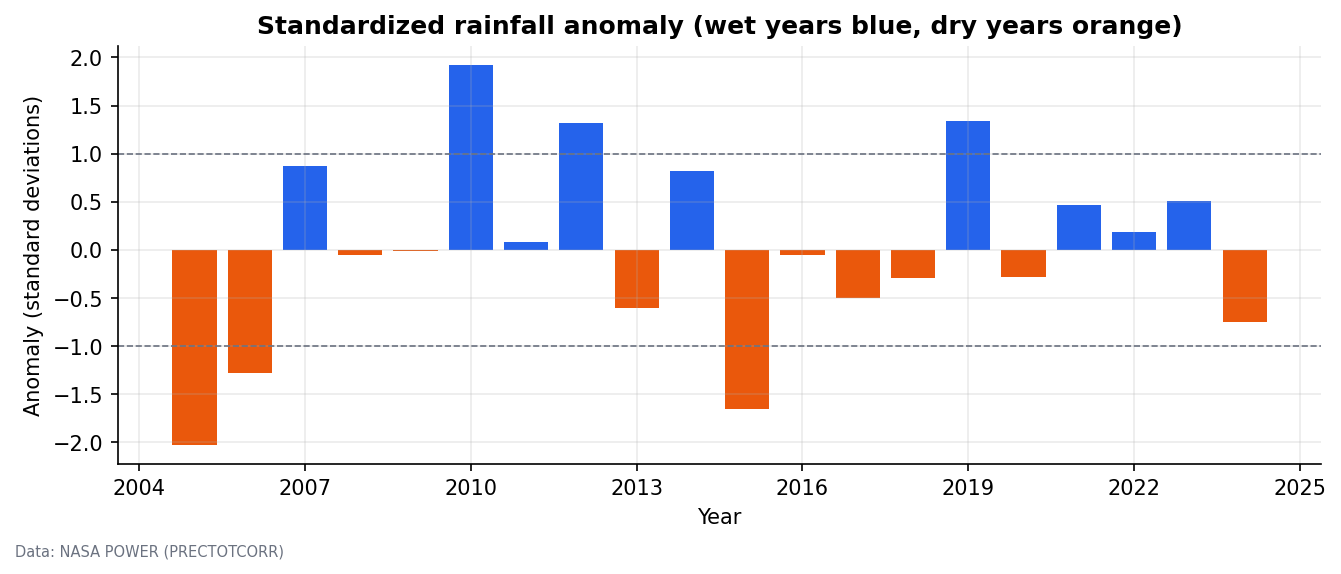 Standardized rainfall anomaly (wet years blue, dry years orange)
2.0
1.5
1.0
0.5
0.0
−0.5
−1.0
−1.5
−2.0
Anomaly (standard deviations)
2004 2007 2010 2013 2016 2019 2022 2025
Year
Data: NASA POWER (PRECTOTCORR)